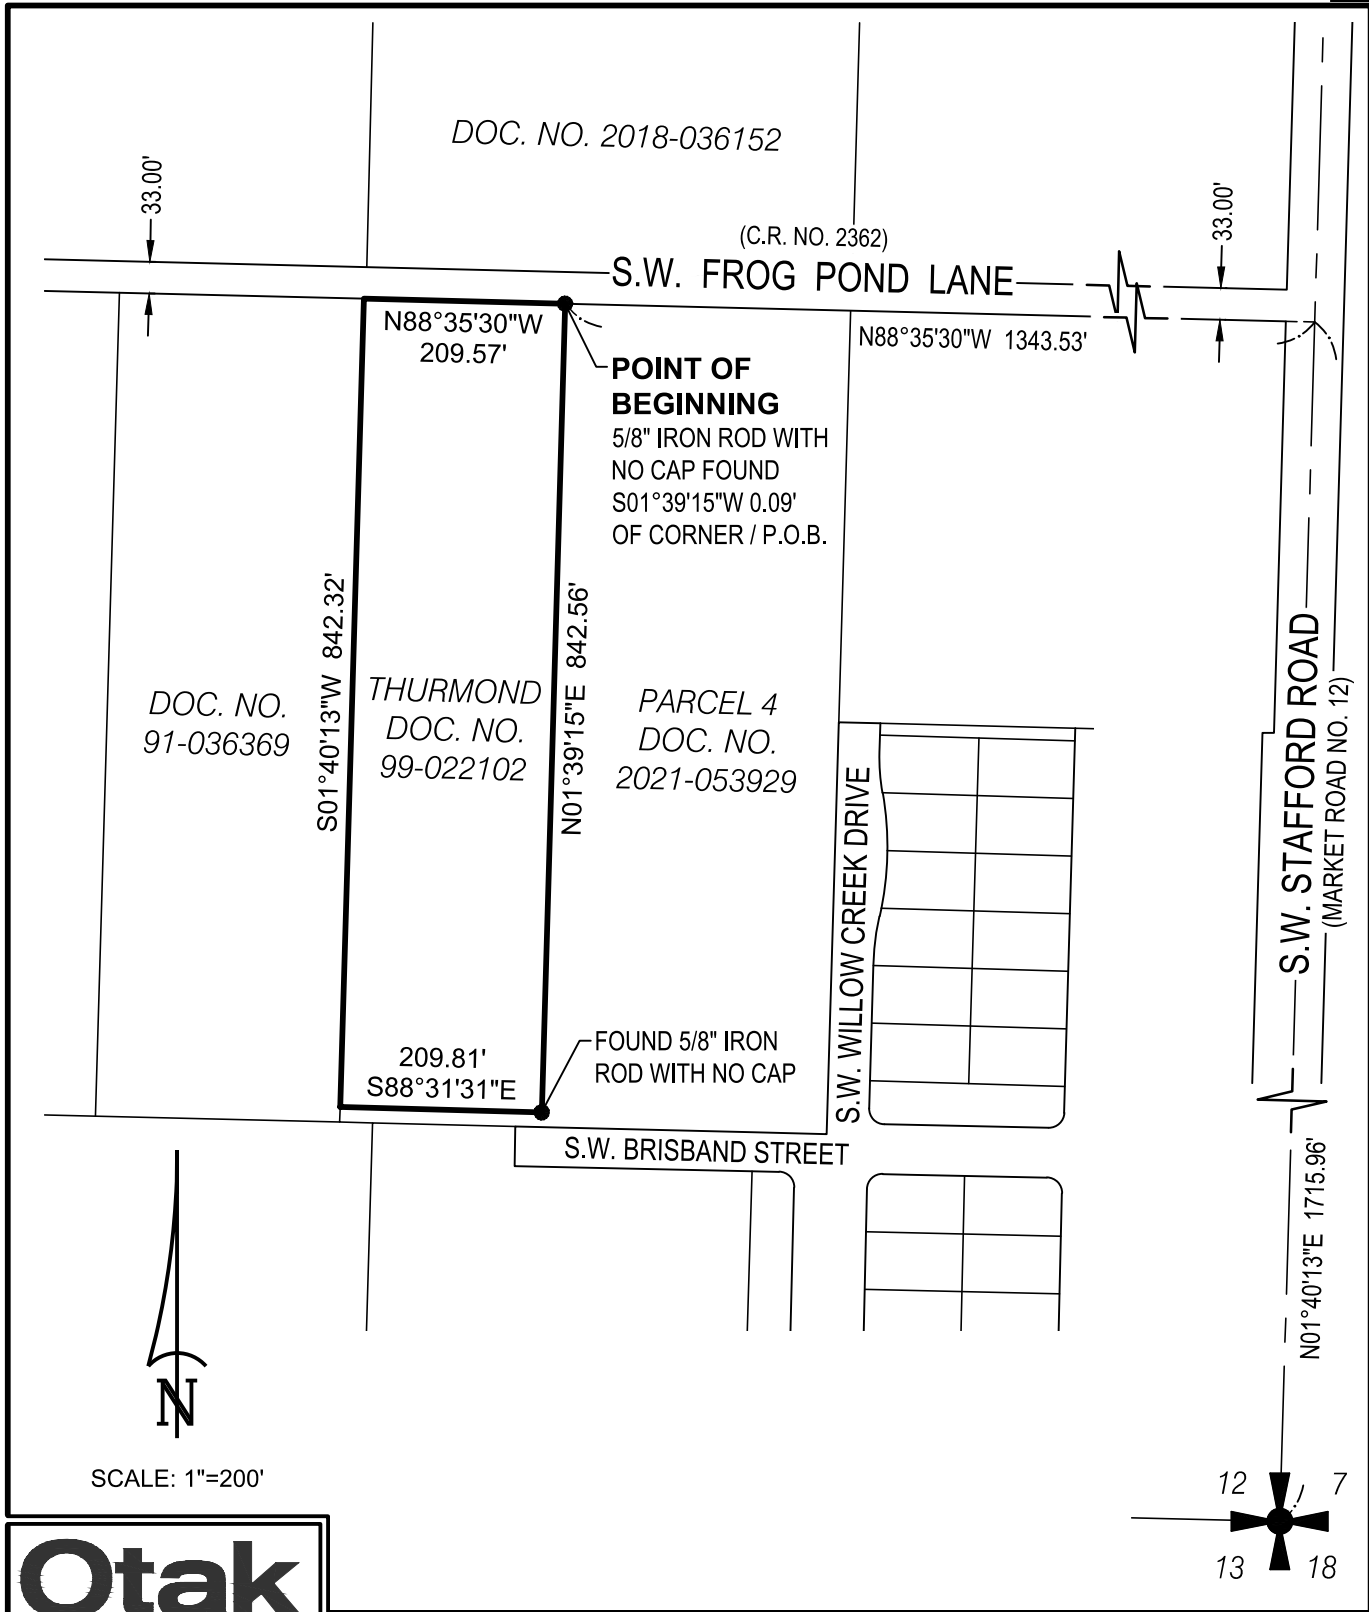 DOC. NO. 2018-036152
33.00'
33.00'
(C.R. NO. 2362)
S.W. FROG POND LANE
N88°35'30"W
209.57'
N88°35'30"W 1343.53'
POINT OF
BEGINNING
5/8" IRON ROD WITH
NO CAP FOUND
S01°39'15"W 0.09'
OF CORNER / P.O.B.
S01°40'13"W 842.32'
N01°39'15"E 842.56'
DOC. NO.
91-036369
THURMOND
DOC. NO.
99-022102
PARCEL 4
DOC. NO.
2021-053929
S.W. WILLOW CREEK DRIVE
S.W. STAFFORD ROAD
(MARKET ROAD NO. 12)
209.81'
S88°31'31"E
FOUND 5/8" IRON
ROD WITH NO CAP
S.W. BRISBAND STREET
N01°40'13"E 1715.96'
N
SCALE: 1"=200'
12 7
13 18
Otak